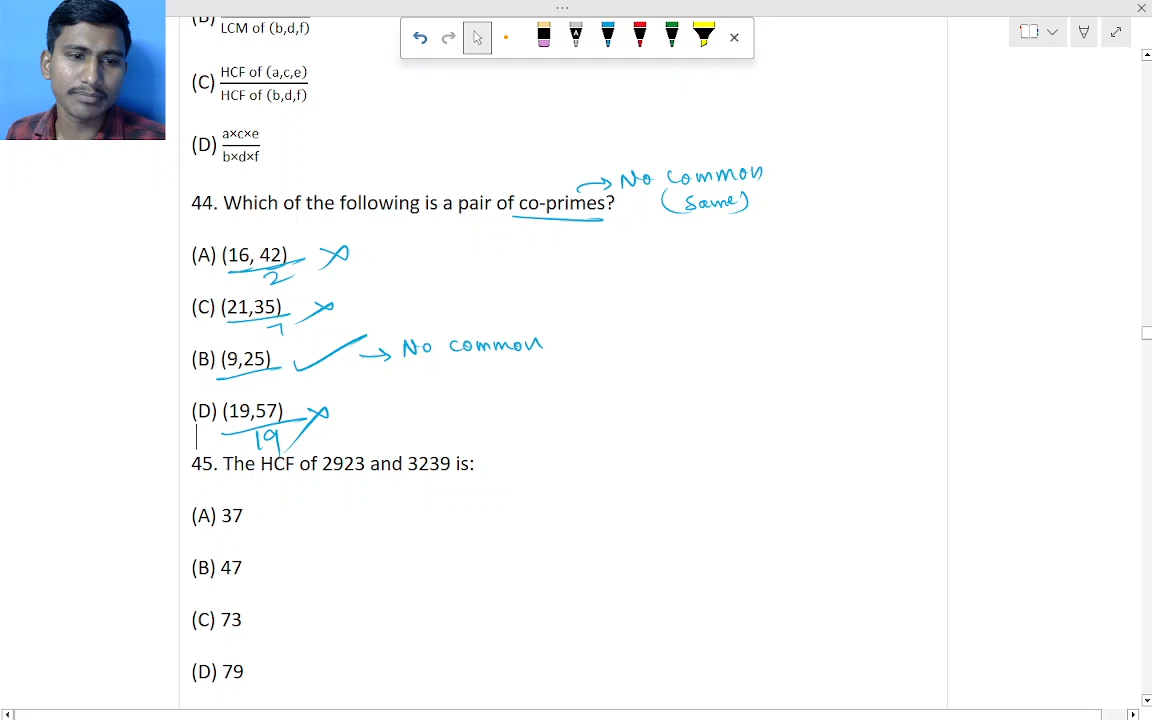 (B)
LCM of (b,d,f)
(C) HCF of (a,c,e)
HCF of (b,d,f)
(D) a×c×e
b×d×f
No common
44. Which of the following is a pair of co-primes?
(same)
(A) (16, 42)
2
(C) (21,35)
7
No common
(B) (9,25)
(D) (19,57)
19
45. The HCF of 2923 and 3239 is:
(A) 37
(B) 47
(C) 73
(D) 79